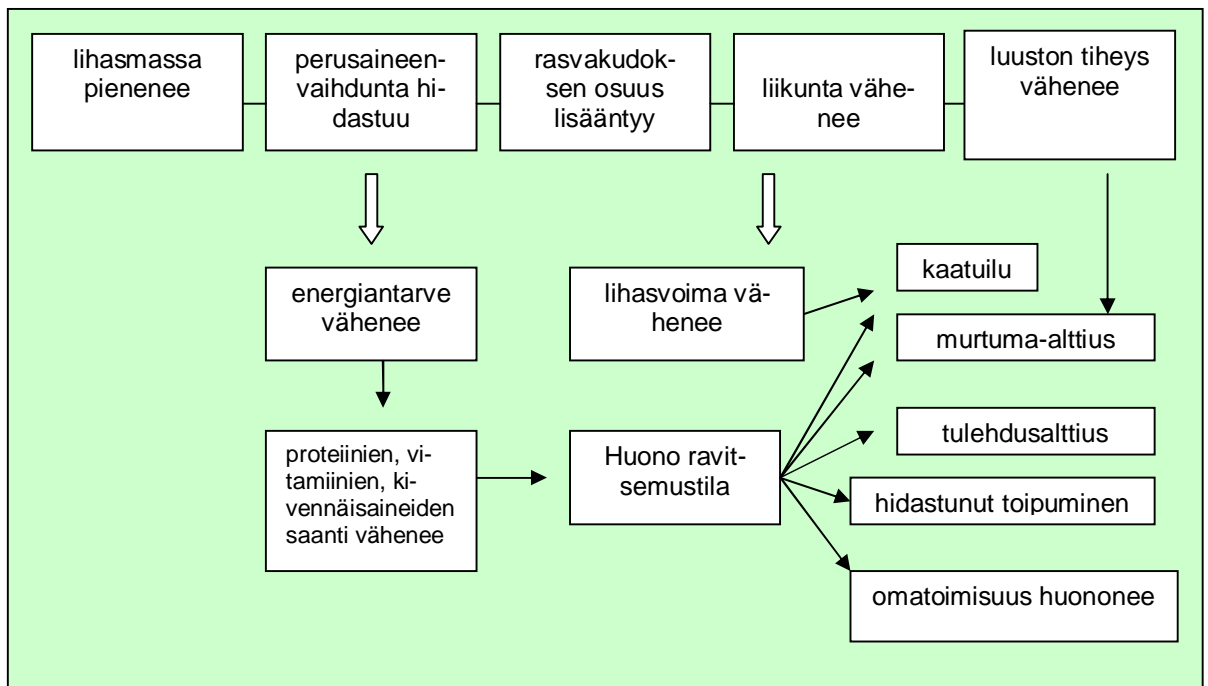 lihasmassa
pienenee
perusaineen-
vaihdunta hi-
dastuu
rasvakudok-
sen osuus
lisääntyy
liikunta vähe-
nee
luuston tiheys
vähenee
energiantarve
vähenee
lihasvoima vä-
henee
kaatuilu
murtuma-alttius
proteiinien, vi-
tamiinien, ki-
vennäisaineiden
saanti vähenee
Huono ravit-
semustila
tulehdusalttius
hidastunut toipuminen
omatoimisuus huononee